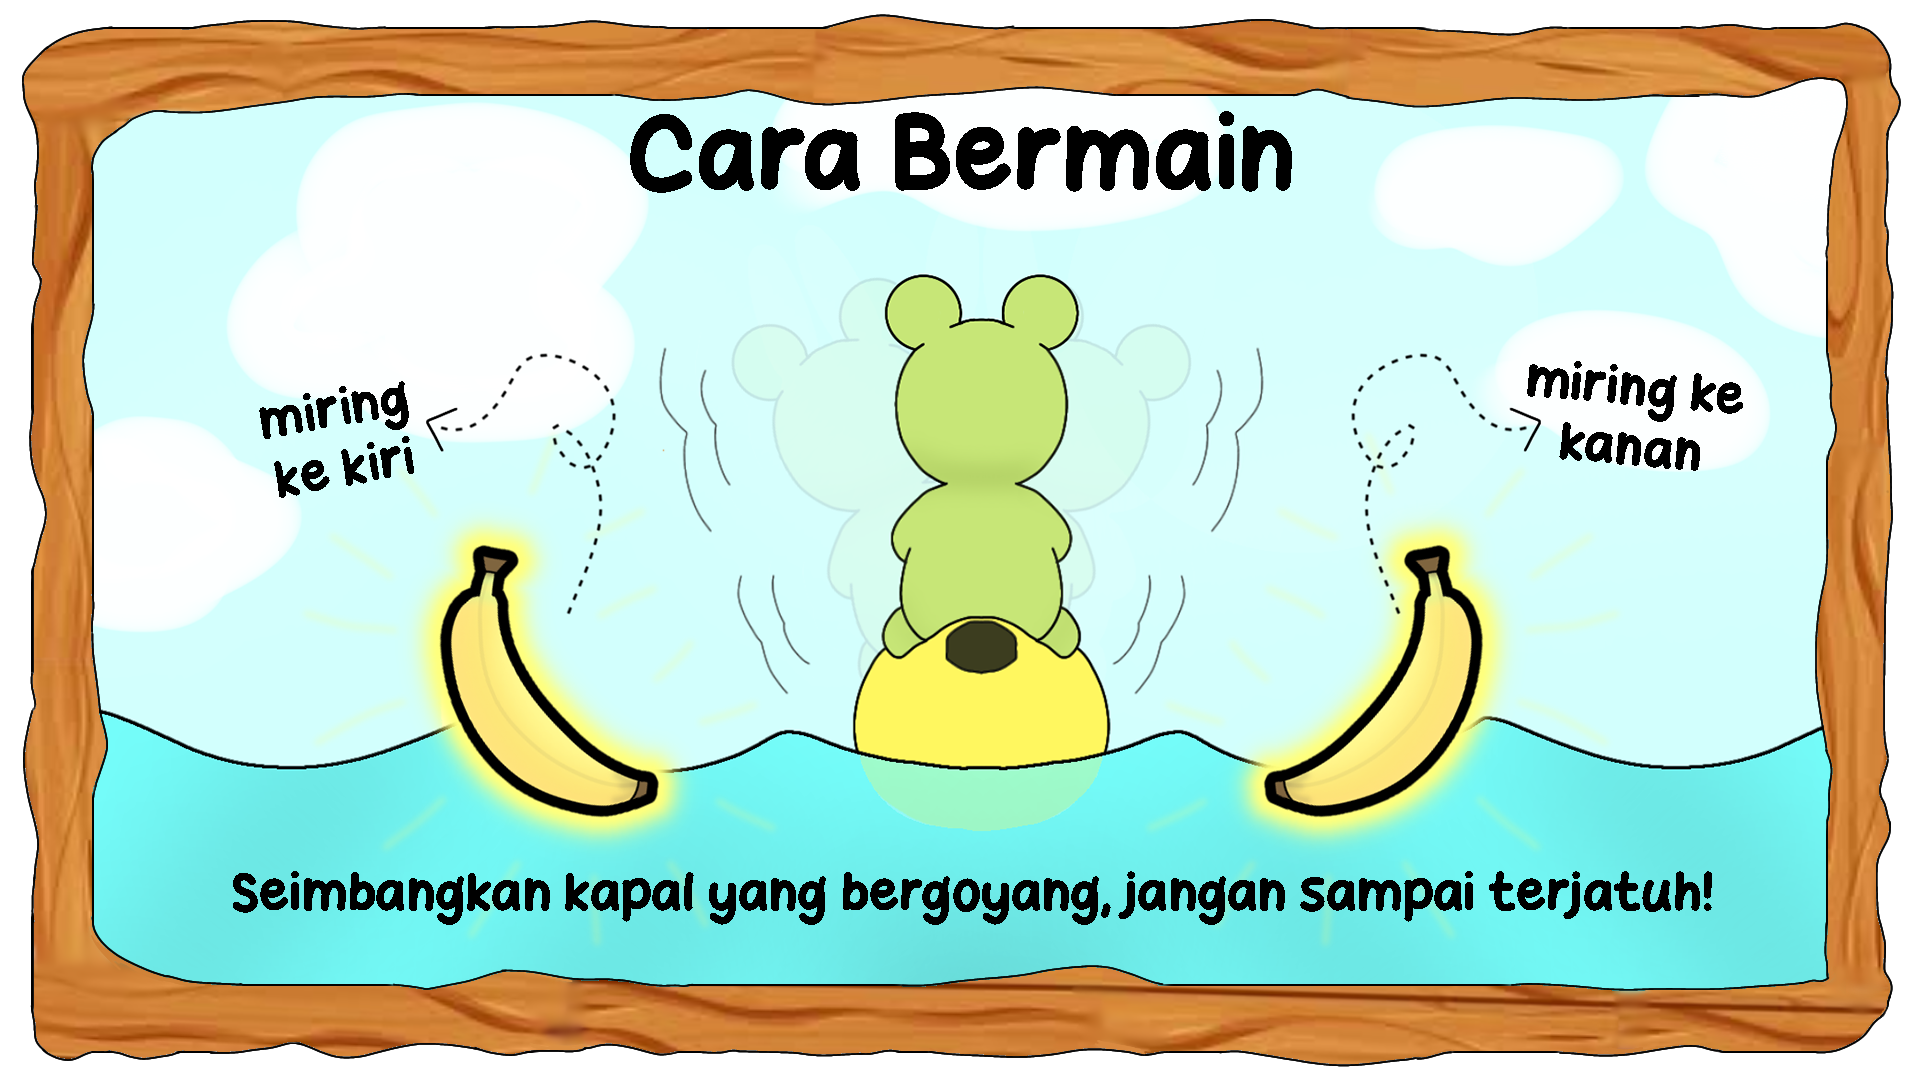 Cara Bermain
miring
ke kiri
miring ke
kanan
Seimbangkan kapal yang bergoyang, jangan sampai terjatuh!